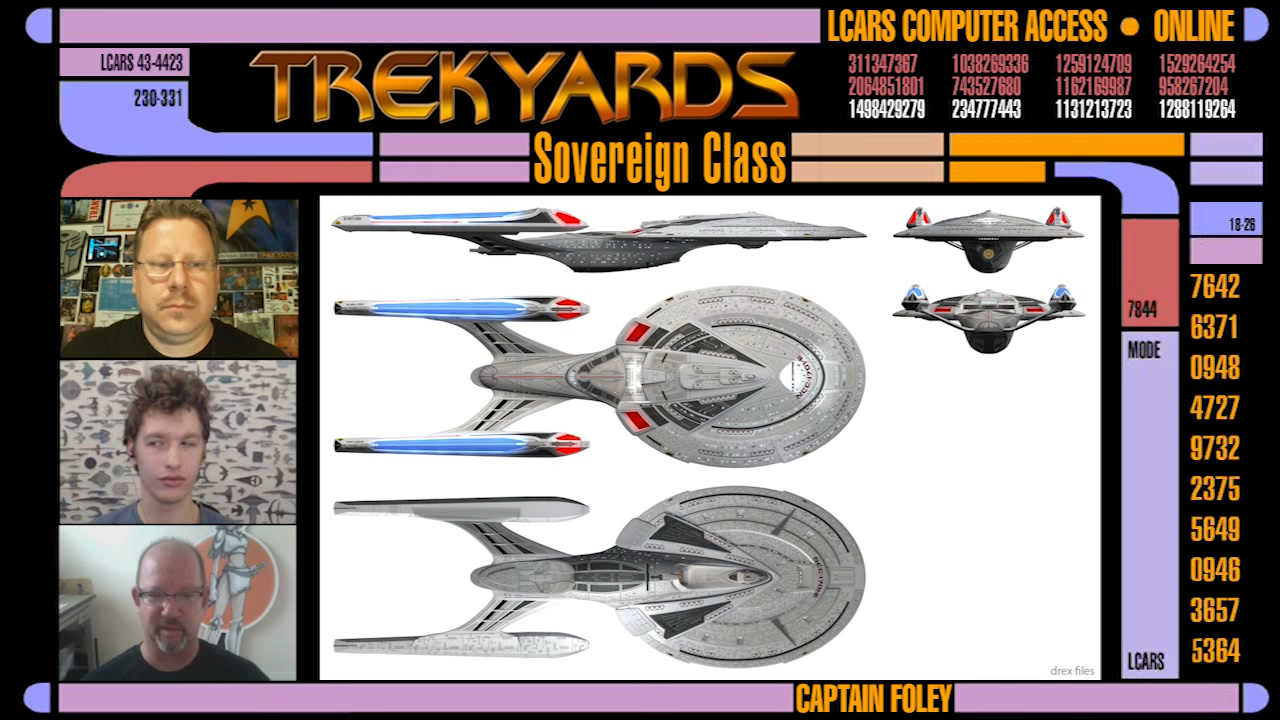 LCARS COMPUTER ACCESS • ONLINE
LCARS 43-4423
230-331
TREKYARDS
311347367 1038269336 1259124709 1529264254
2064851801 743527680 1162169987 958267204
1498429279 234777443 1131213723 1288119264
Sovereign Class
18-26
7844
MODE
7642
6371
0948
4727
9732
2375
5649
0946
3657
5364
LCARS
drex files
CAPTAIN FOLEY